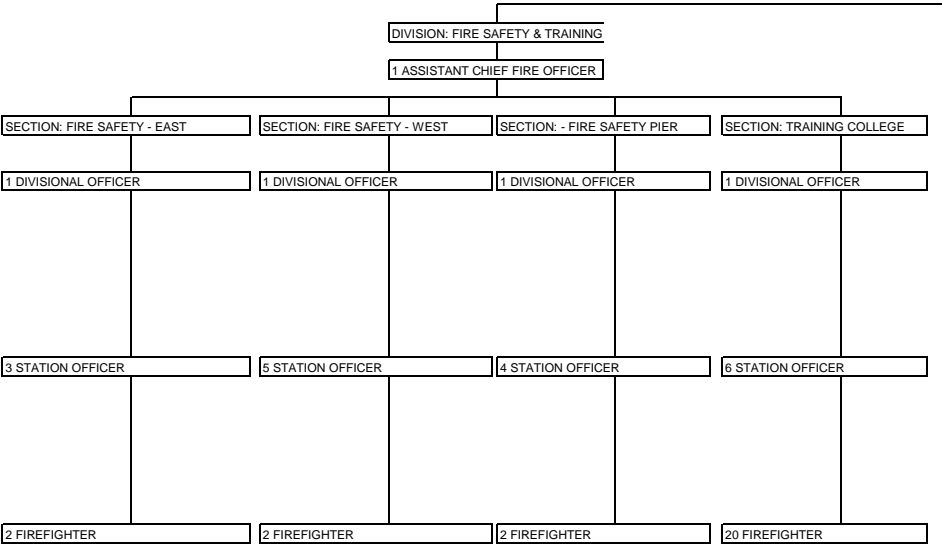 DIVISION: FIRE SAFETY & TRAINING
1 ASSISTANT CHIEF FIRE OFFICER
SECTION: FIRE SAFETY - EAST
SECTION: FIRE SAFETY - WEST
SECTION: - FIRE SAFETY PIER
SECTION: TRAINING COLLEGE
1 DIVISIONAL OFFICER
1 DIVISIONAL OFFICER
1 DIVISIONAL OFFICER
1 DIVISIONAL OFFICER
3 STATION OFFICER
5 STATION OFFICER
4 STATION OFFICER
6 STATION OFFICER
2 FIREFIGHTER
2 FIREFIGHTER
2 FIREFIGHTER
20 FIREFIGHTER